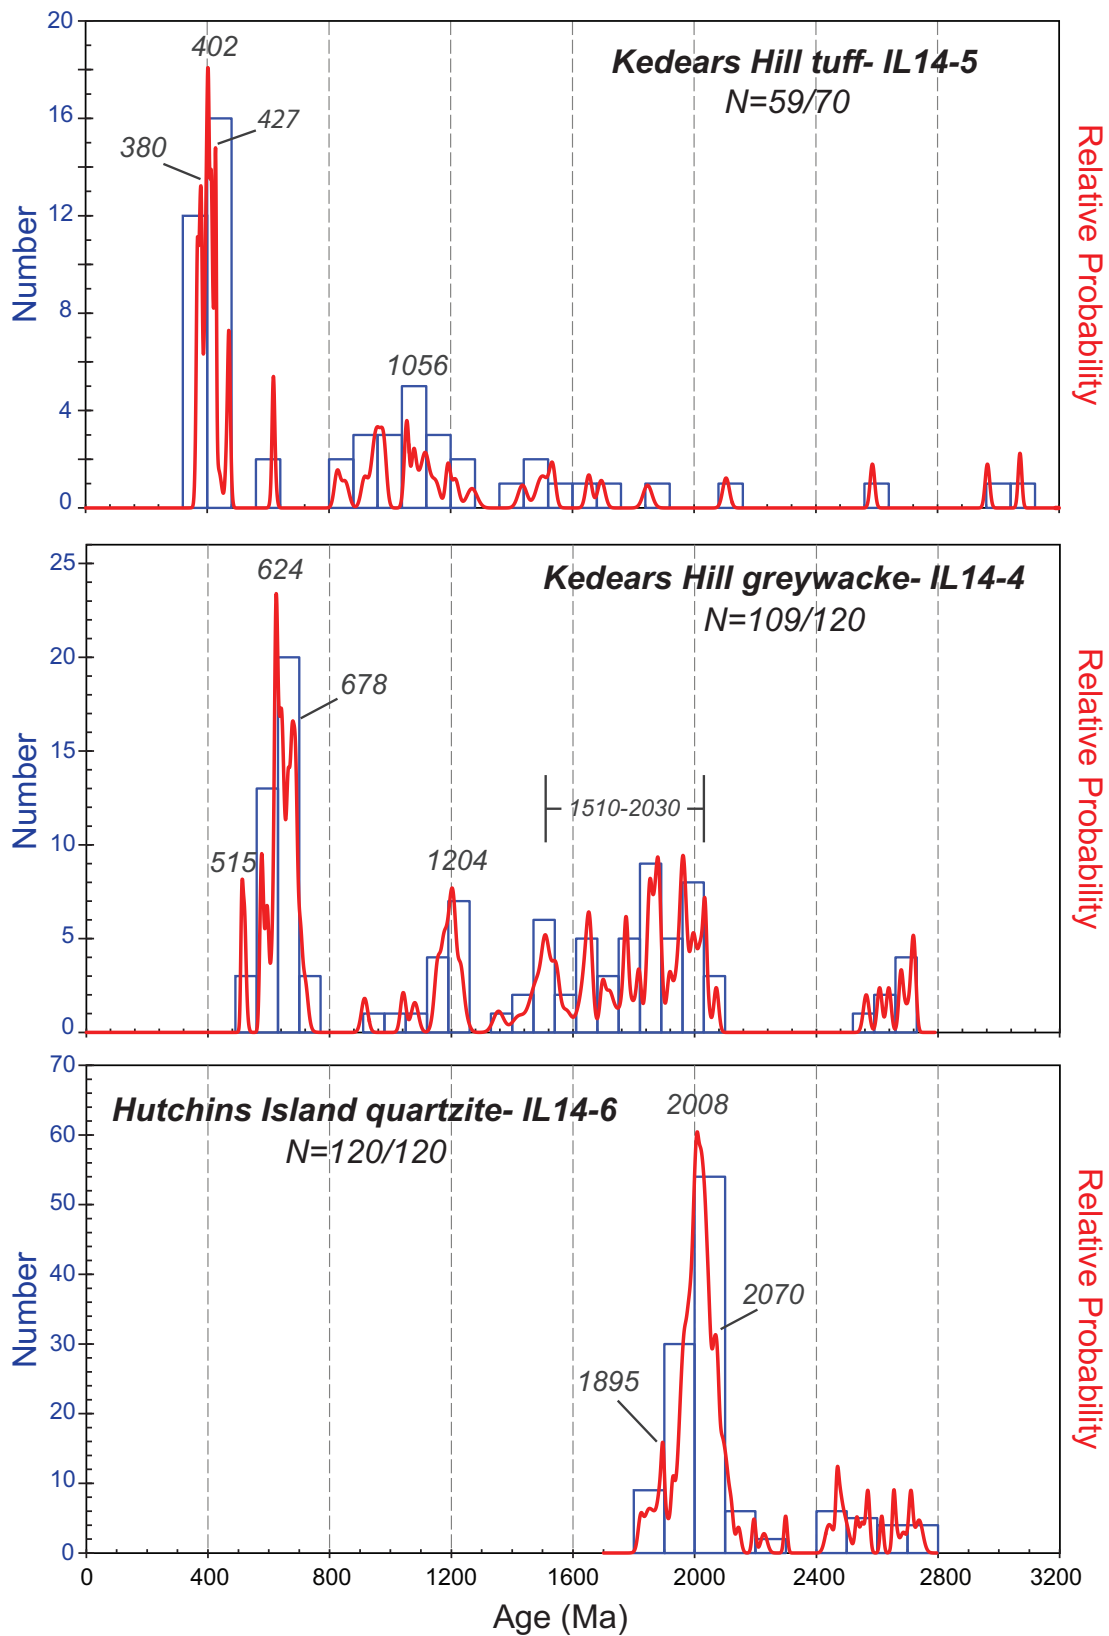 20
16
12
8
4
0
Number
402
427
380
1056
Kedears Hill tuff- IL14-5
N=59/70
Relative Probability
25
20
15
10
5
0
Number
624
678
515
1204
1510-2030
Kedears Hill greywacke- IL14-4
N=109/120
Relative Probability
70
60
50
40
30
20
10
0
Number
Hutchins Island quartzite- IL14-6
N=120/120
2008
2070
1895
Relative Probability
0 400 800 1200 1600 2000 2400 2800 3200
Age (Ma)